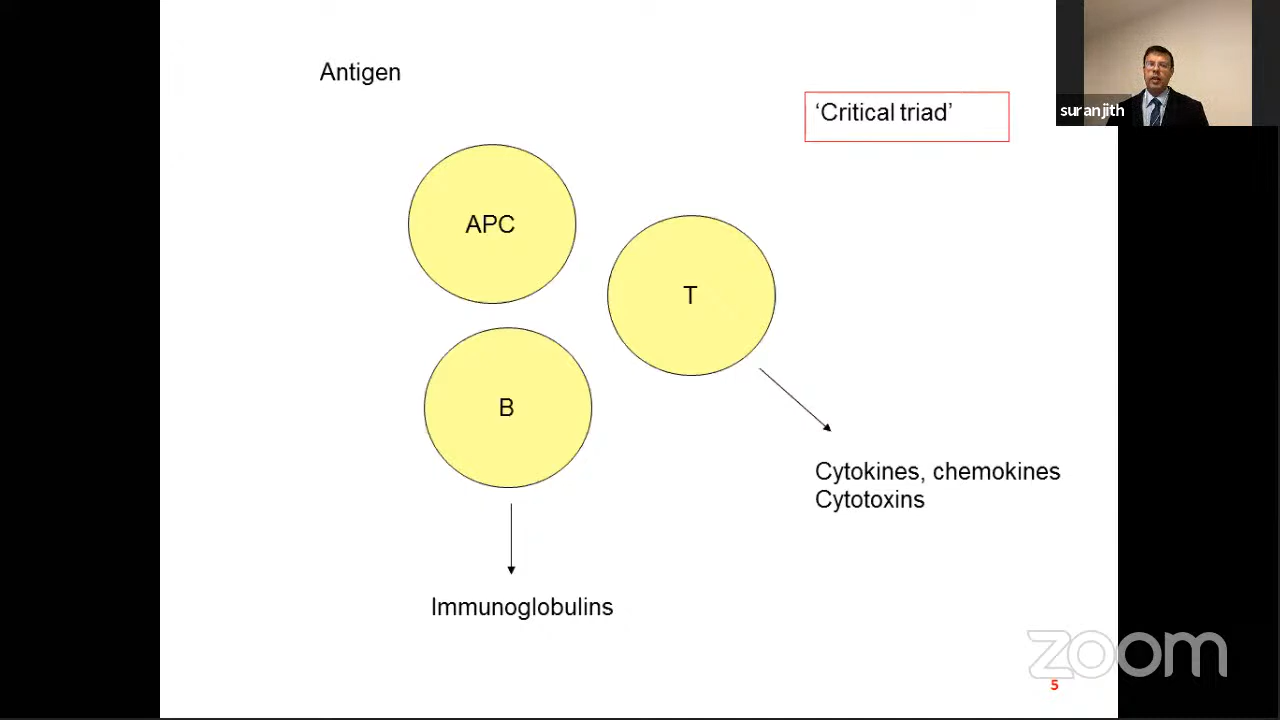 Antigen
‘Critical triad’
suranjith
APC
T
B
Cytokines, chemokines
Cytotoxins
Immunoglobulins
zoom
5